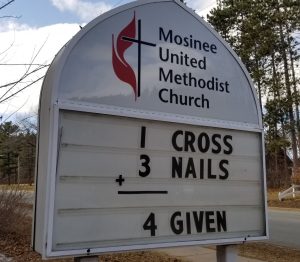 Mosinee
United
Methodist
Church
1 CROSS
3 NAILS
+
4 GIVEN